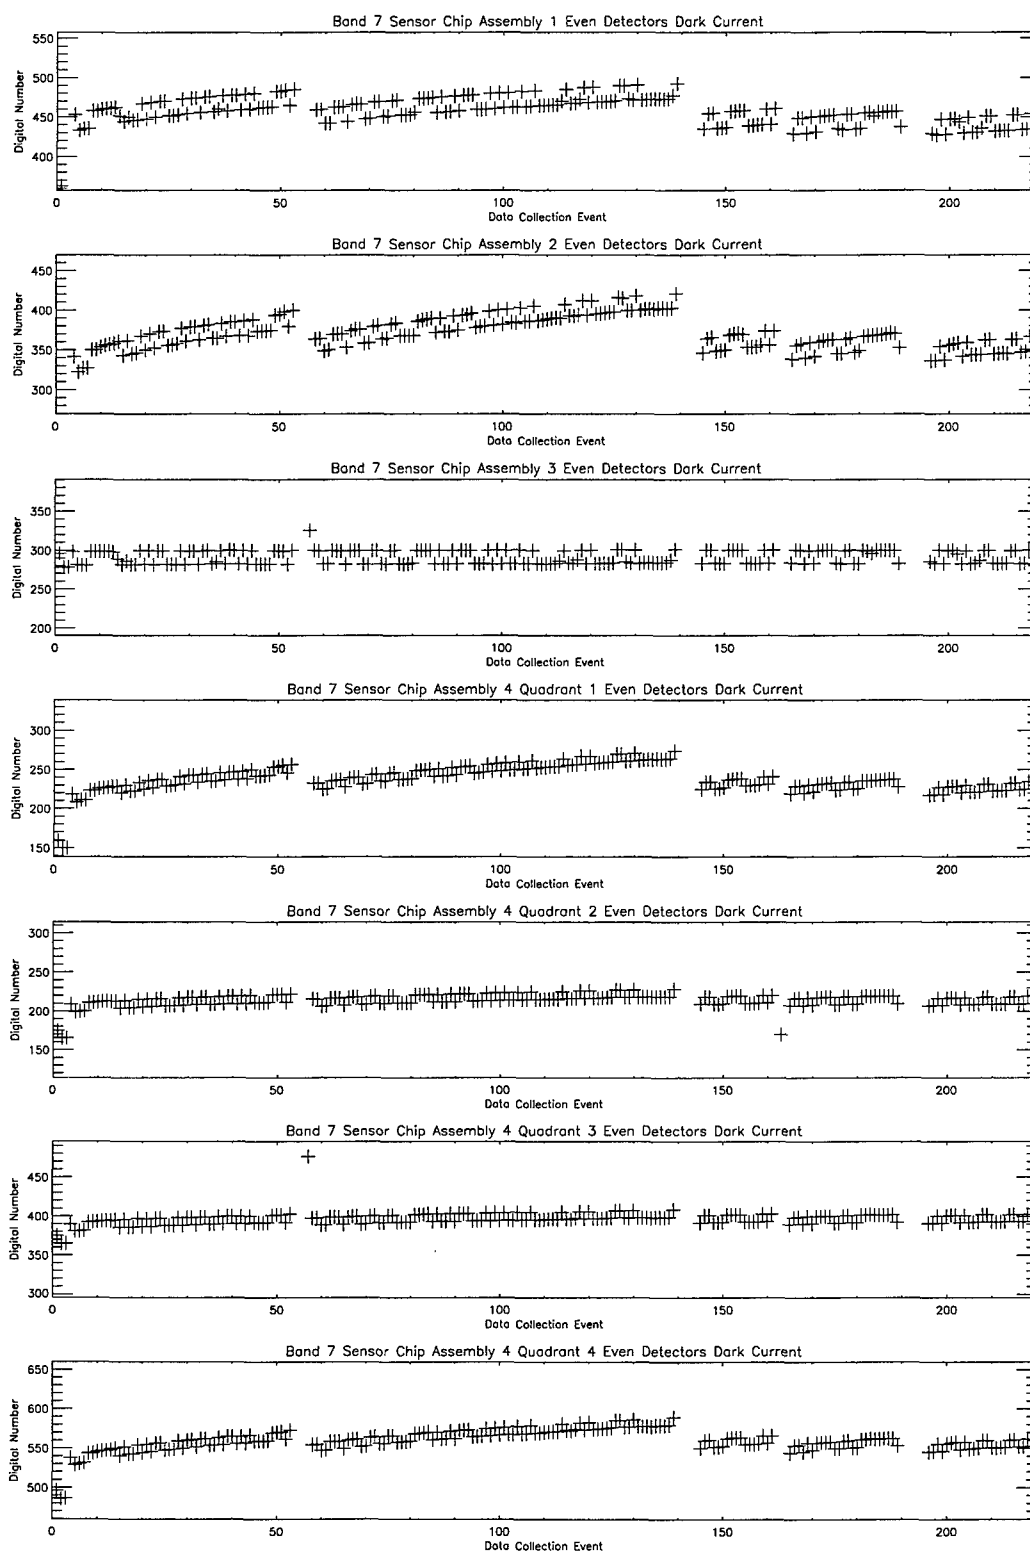 Band 7 Sensor Chip Assembly 1 Even Detectors Dark Current
550
500
450
400
Digital Number
0 50 100 150 200
Data Collection Event
Band 7 Sensor Chip Assembly 2 Even Detectors Dark Current
450
400
350
300
Digital Number
0 50 100 150 200
Data Collection Event
Band 7 Sensor Chip Assembly 3 Even Detectors Dark Current
350
300
250
200
Digital Number
0 50 100 150 200
Data Collection Event
Band 7 Sensor Chip Assembly 4 Quadrant 1 Even Detectors Dark Current
300
250
200
150
Digital Number
0 50 100 150 200
Data Collection Event
Band 7 Sensor Chip Assembly 4 Quadrant 2 Even Detectors Dark Current
300
250
200
150
Digital Number
0 50 100 150 200
Data Collection Event
Band 7 Sensor Chip Assembly 4 Quadrant 3 Even Detectors Dark Current
450
400
350
300
Digital Number
0 50 100 150 200
Data Collection Event
Band 7 Sensor Chip Assembly 4 Quadrant 4 Even Detectors Dark Current
650
600
550
500
Digital Number
0 50 100 150 200
Data Collection Event